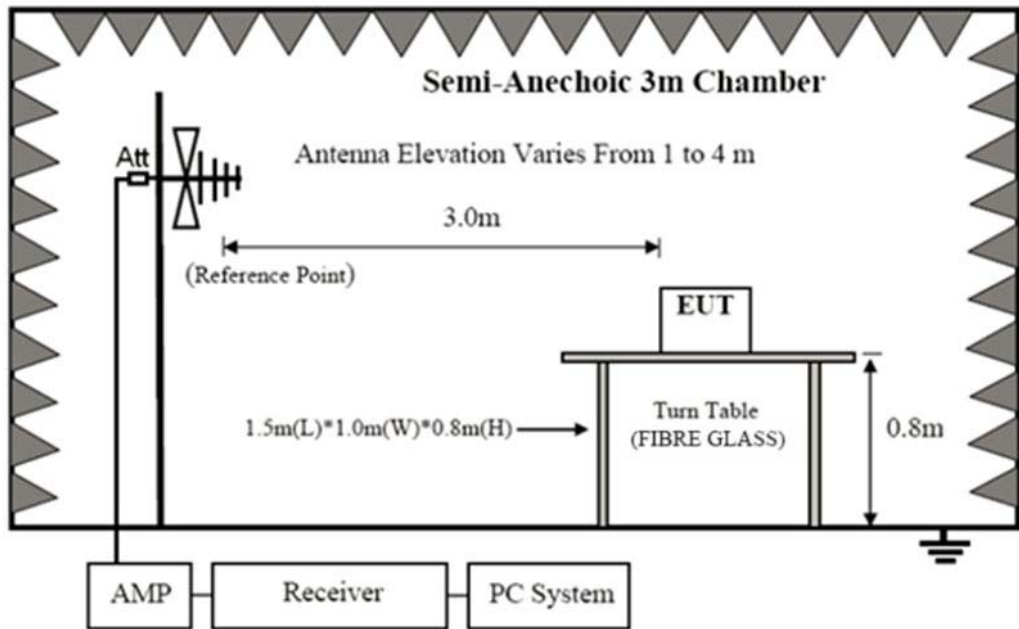 Semi-Anechoic 3m Chamber
Att
Antenna Elevation Varies From 1 to 4 m
3.0m
(Reference Point)
EUT
1.5m(L)*1.0m(W)*0.8m(H)
Turn Table
(FIBRE GLASS)
0.8m
AMP
Receiver
PC System